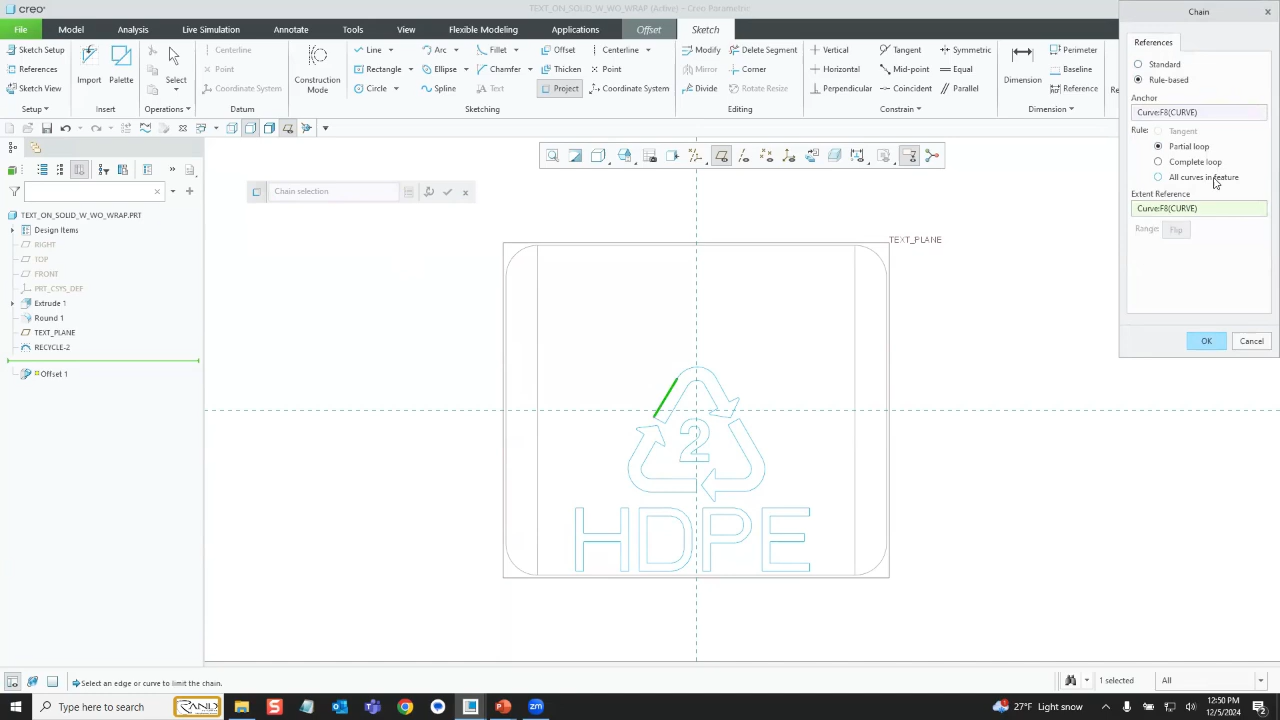 creo
TEXT_ON_SOLID_W_WO_WRAP (Active) - Creo Parametric
File
Model
Analysis
Live Simulation
Annotate
Tools
View
Flexible Modeling
Applications
Offset
Sketch
Sketch Setup
References
Sketch View
Setup
Import
Palette
Insert
Select
Operations
Centerline
Point
Coordinate System
Datum
Construction Mode
Line
Rectangle
Circle
Arc
Ellipse
Spline
Fillet
Chamfer
Text
Offset
Thicken
Project
Centerline
Point
Coordinate System
Sketching
Modify
Mirror
Divide
Delete Segment
Corner
Rotate Resize
Editing
Vertical
Horizontal
Perpendicular
Tangent
Mid-point
Coincident
Symmetric
Equal
Parallel
Constrain
Dimension
Perimeter
Baseline
Reference
Dimension
Chain
References
Standard
Rule-based
Anchor
Curve:F8(CURVE)
Rule:
Tangent
Partial loop
Complete loop
All curves in feature
Extent Reference
Curve:F8(CURVE)
Range:
Flip
OK
Cancel
Chain selection
TEXT_ON_SOLID_W_WO_WRAP.PRT
Design Items
RIGHT
TOP
FRONT
PRT_CSYS_DEF
Extrude 1
Round 1
TEXT_PLANE
RECYCLE-2
Offset 1
TEXT_PLANE
2
HDPE
Select an edge or curve to limit the chain.
1 selected
All
Type here to search
RAND
27°F Light snow
12:50 PM
12/5/2024